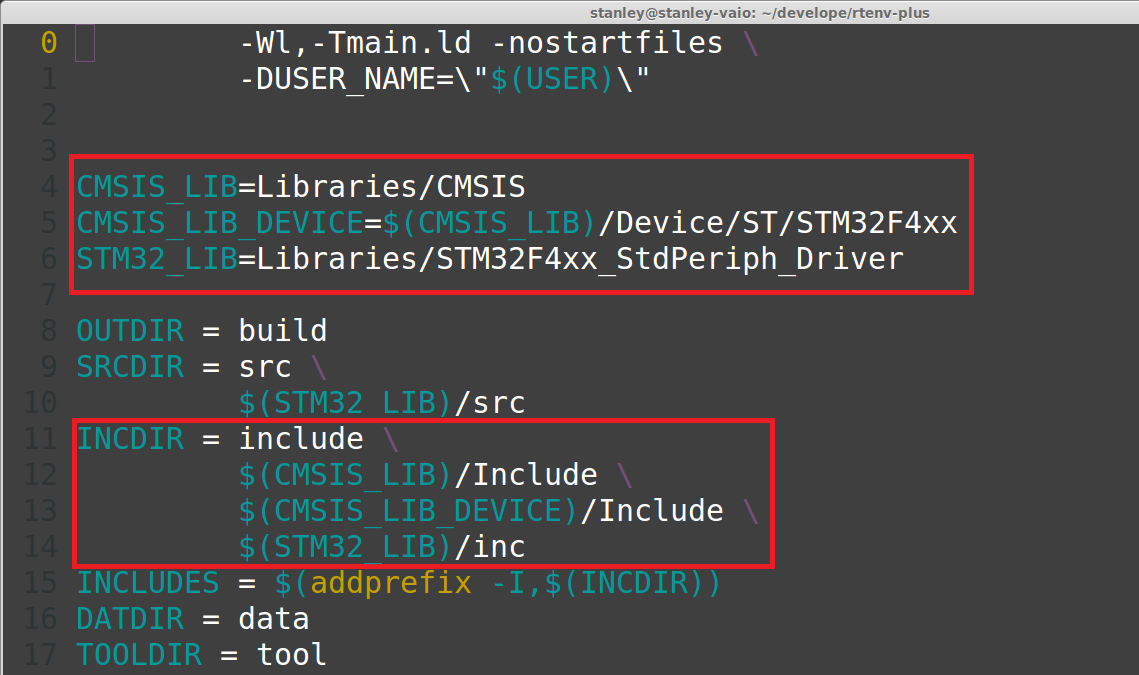 stanley@stanley-vaio: ~/develope/rtenv-plus
0         -Wl,-Tmain.ld -nostartfiles \
1         -DUSER_NAME=\"$(USER)\"
2
3
4 CMSIS_LIB=Libraries/CMSIS
5 CMSIS_LIB_DEVICE=$(CMSIS_LIB)/Device/ST/STM32F4xx
6 STM32_LIB=Libraries/STM32F4xx_StdPeriph_Driver
7
8 OUTDIR = build
9 SRCDIR = src \
10         $(STM32_LIB)/src
11 INCDIR = include \
12         $(CMSIS_LIB)/Include \
13         $(CMSIS_LIB_DEVICE)/Include \
14         $(STM32_LIB)/inc
15 INCLUDES = $(addprefix -I,$(INCDIR))
16 DATDIR = data
17 TOOLDIR = tool